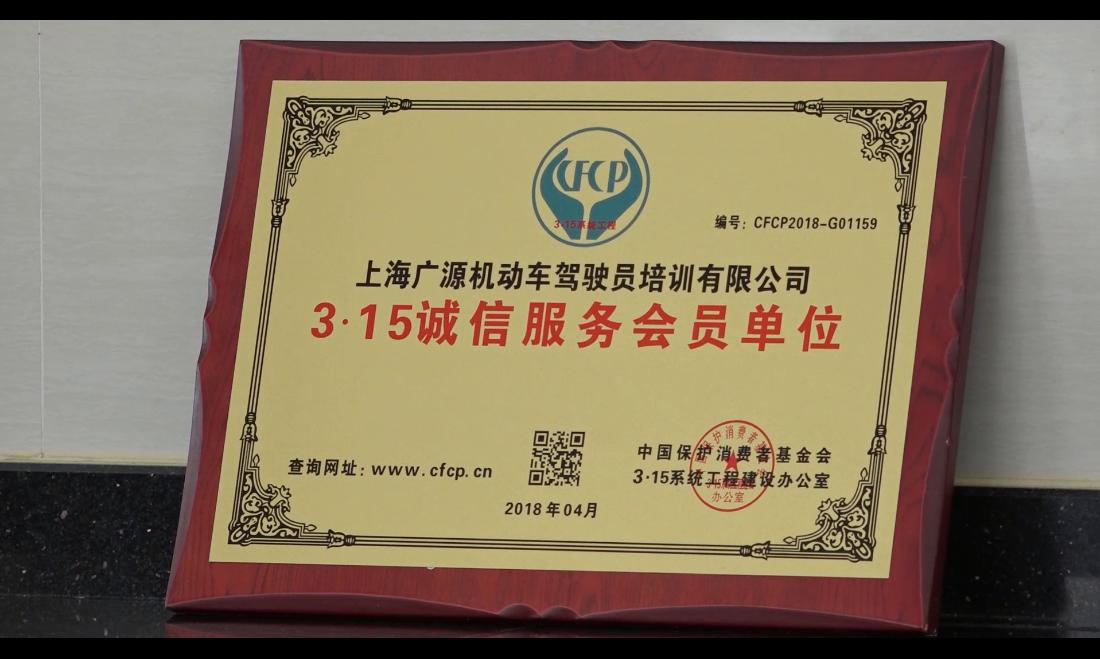 CFCP
3·15系统工程
编号：CFCP2018-G01159
上海广源机动车驾驶员培训有限公司
3·15诚信服务会员单位
查询网址：www.cfcp.cn
中国保护消费者基金会
3·15系统工程建设办公室
办公室
2018年04月